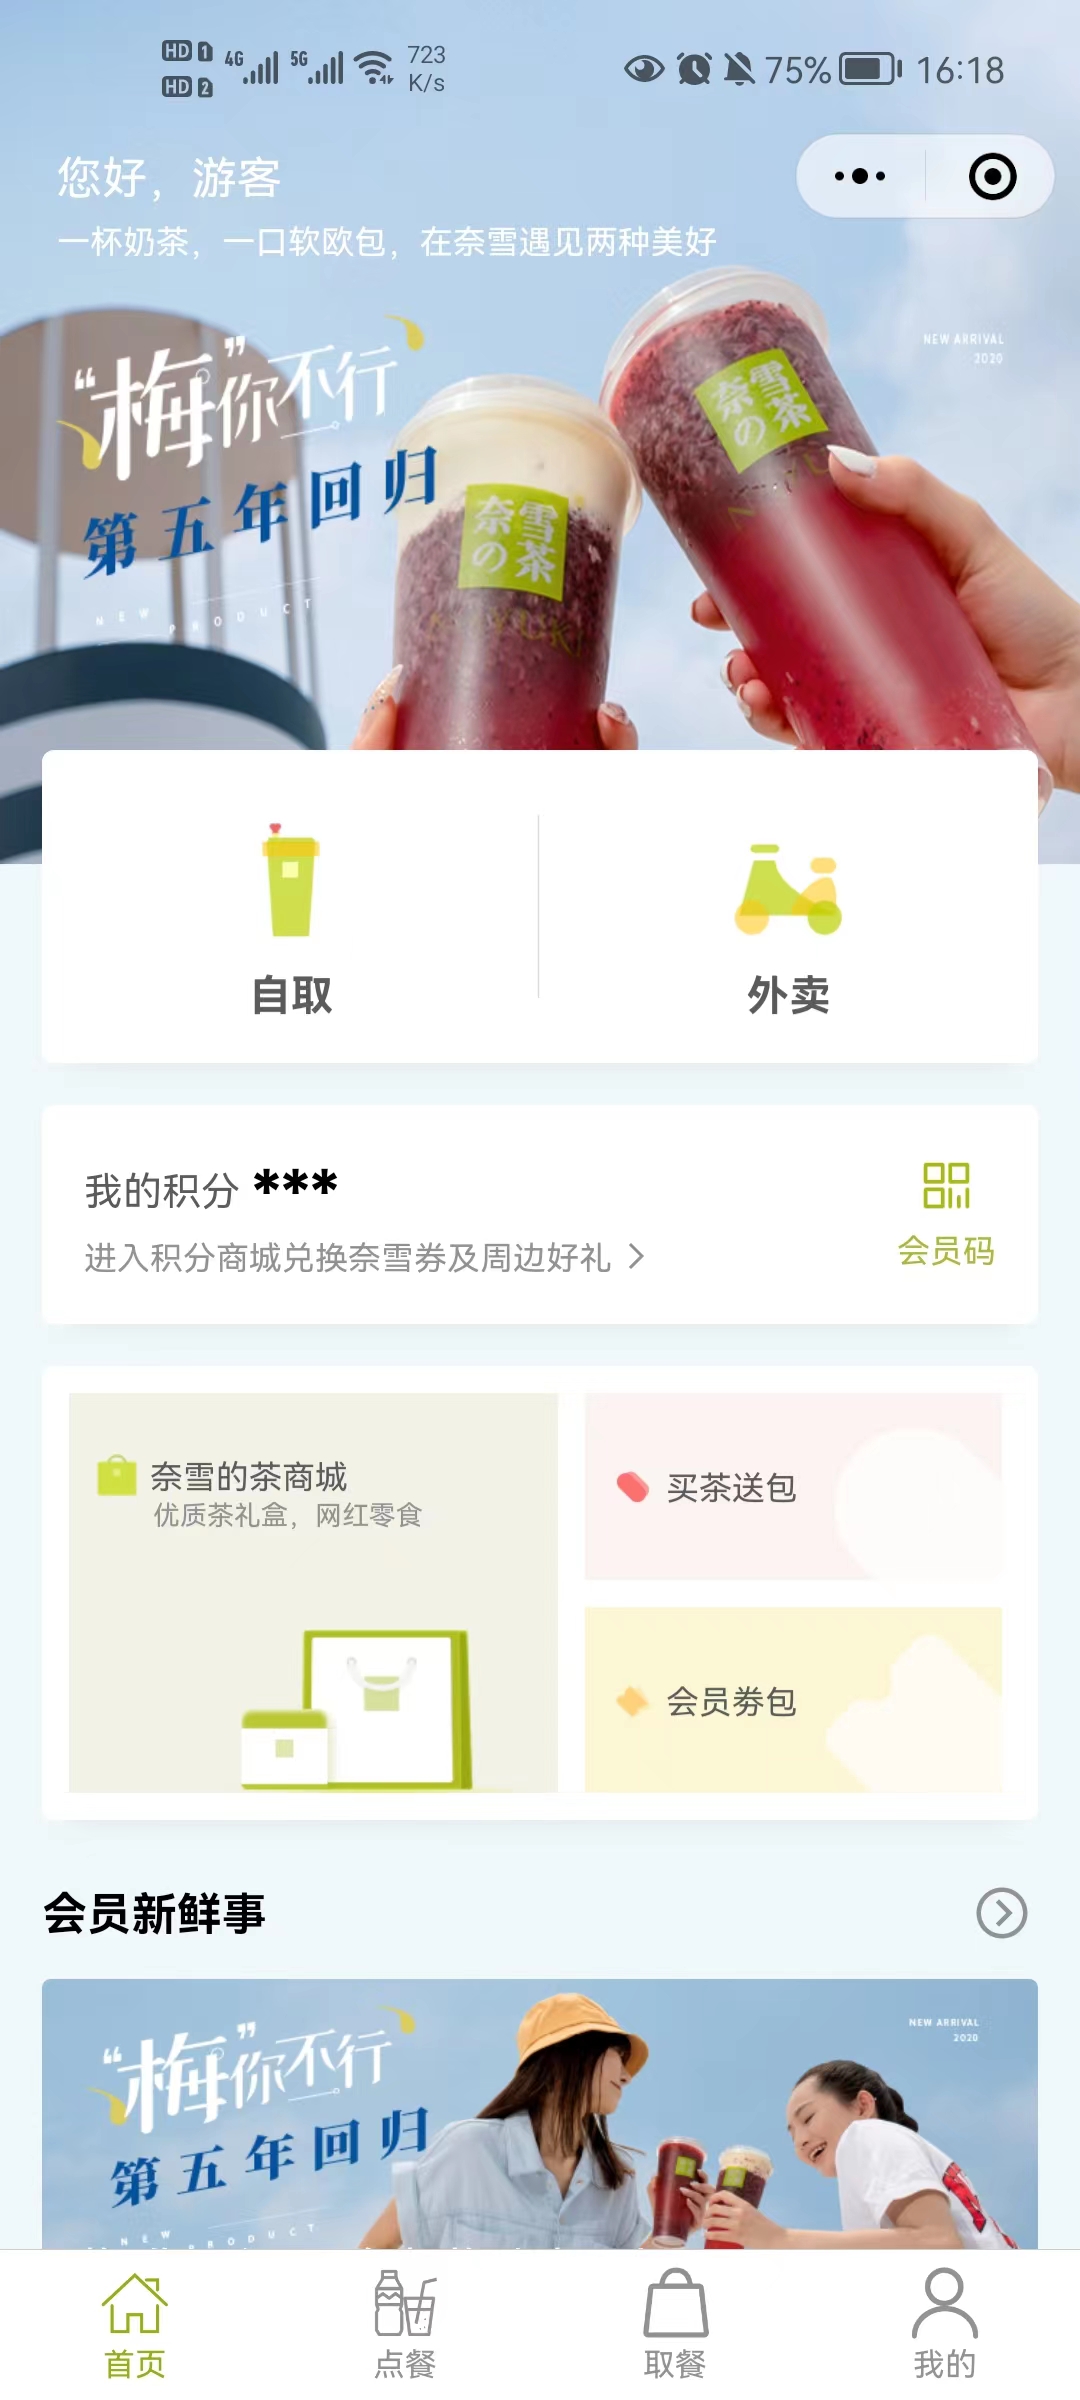 HD 1 4G 5G 723
HD 2 K/s
75% 16:18
您好，游客
一杯奶茶，一口软欧包，在奈雪遇见两种美好
NEW ARRIVAL
2020
“梅”你不行
第五年回归
NEW PRODUCT
奈雪
の茶
奈雪
の茶
自取
外卖
我的积分 ***
进入积分商城兑换奈雪券及周边好礼
会员码
奈雪的茶商城
优质茶礼盒，网红零食
买茶送包
会员劵包
会员新鲜事
NEW ARRIVAL
2020
“梅”你不行
第五年回归
NEW PRODUCT
首页
点餐
取餐
我的